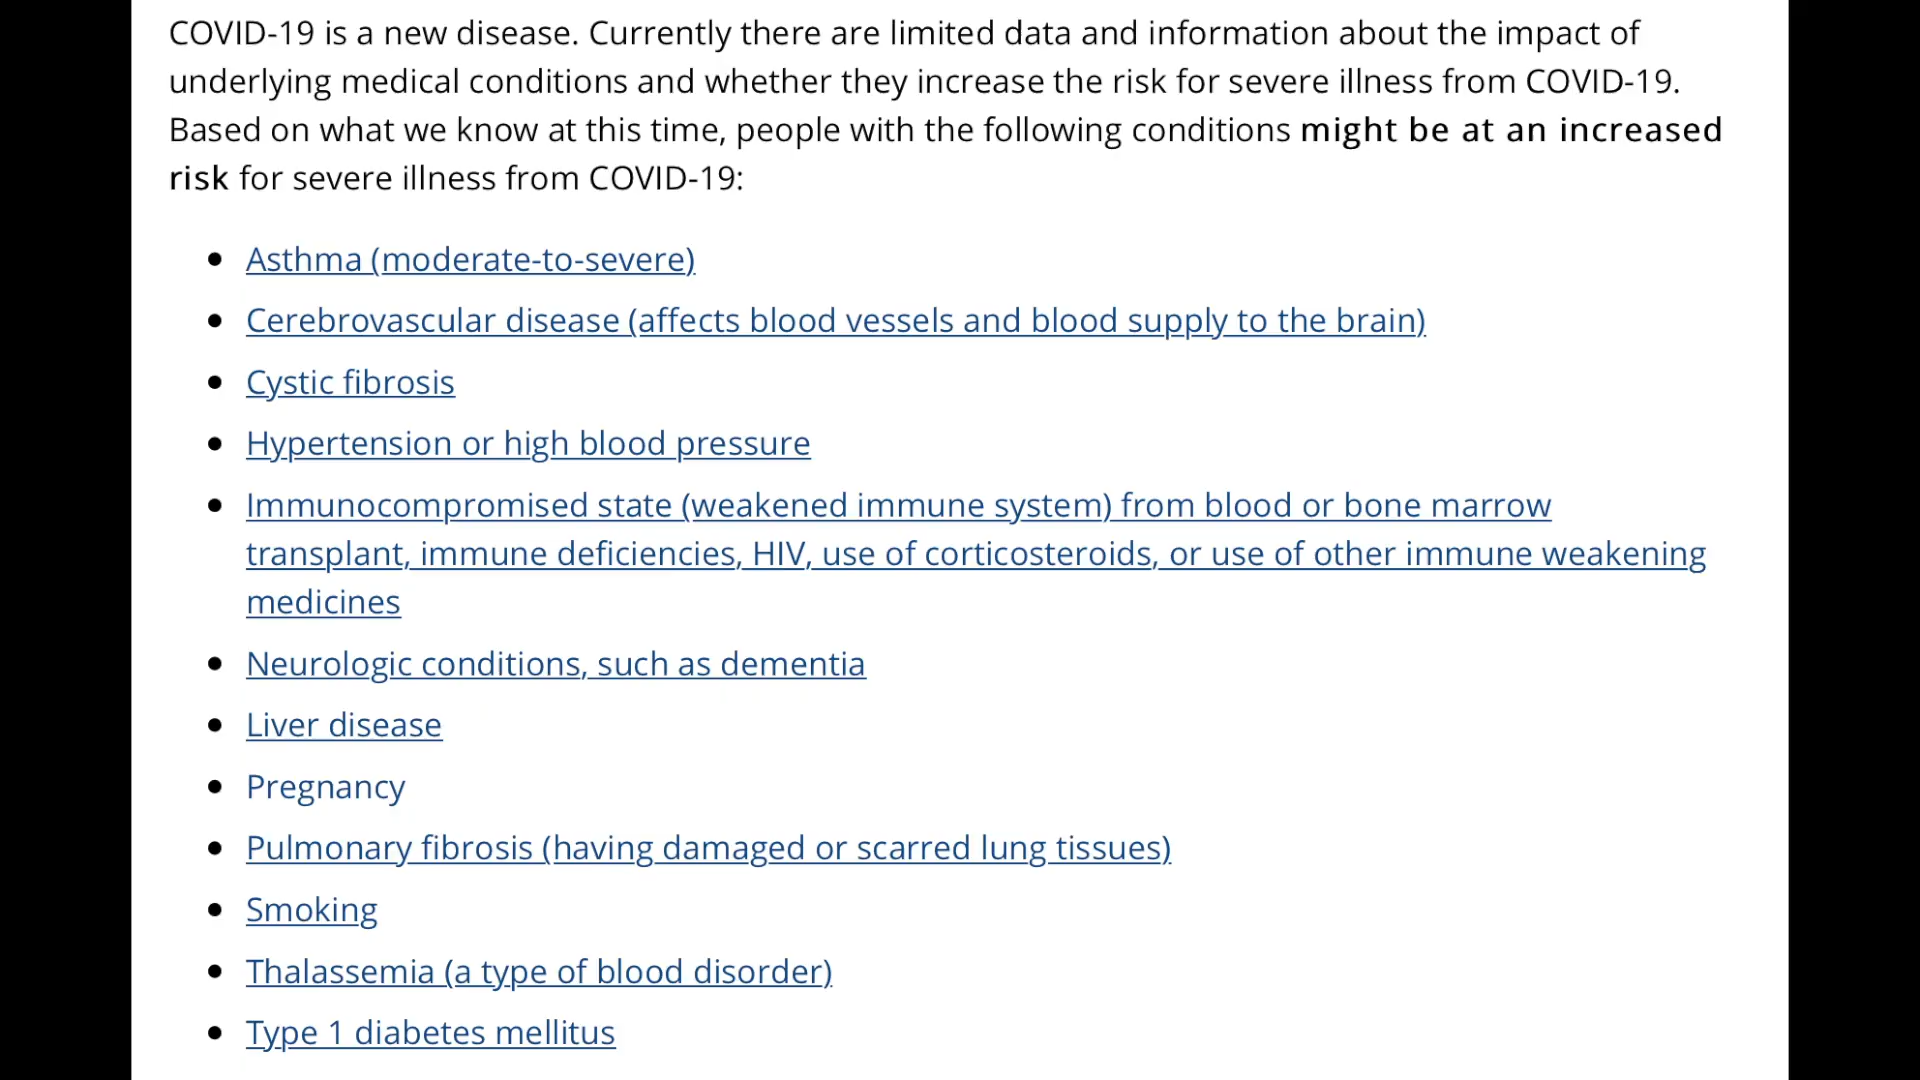 COVID-19 is a new disease. Currently there are limited data and information about the impact of
underlying medical conditions and whether they increase the risk for severe illness from COVID-19.
Based on what we know at this time, people with the following conditions might be at an increased
risk for severe illness from COVID-19:
• Asthma (moderate-to-severe)
• Cerebrovascular disease (affects blood vessels and blood supply to the brain)
• Cystic fibrosis
• Hypertension or high blood pressure
• Immunocompromised state (weakened immune system) from blood or bone marrow
transplant, immune deficiencies, HIV, use of corticosteroids, or use of other immune weakening
medicines
• Neurologic conditions, such as dementia
• Liver disease
• Pregnancy
• Pulmonary fibrosis (having damaged or scarred lung tissues)
• Smoking
• Thalassemia (a type of blood disorder)
• Type 1 diabetes mellitus